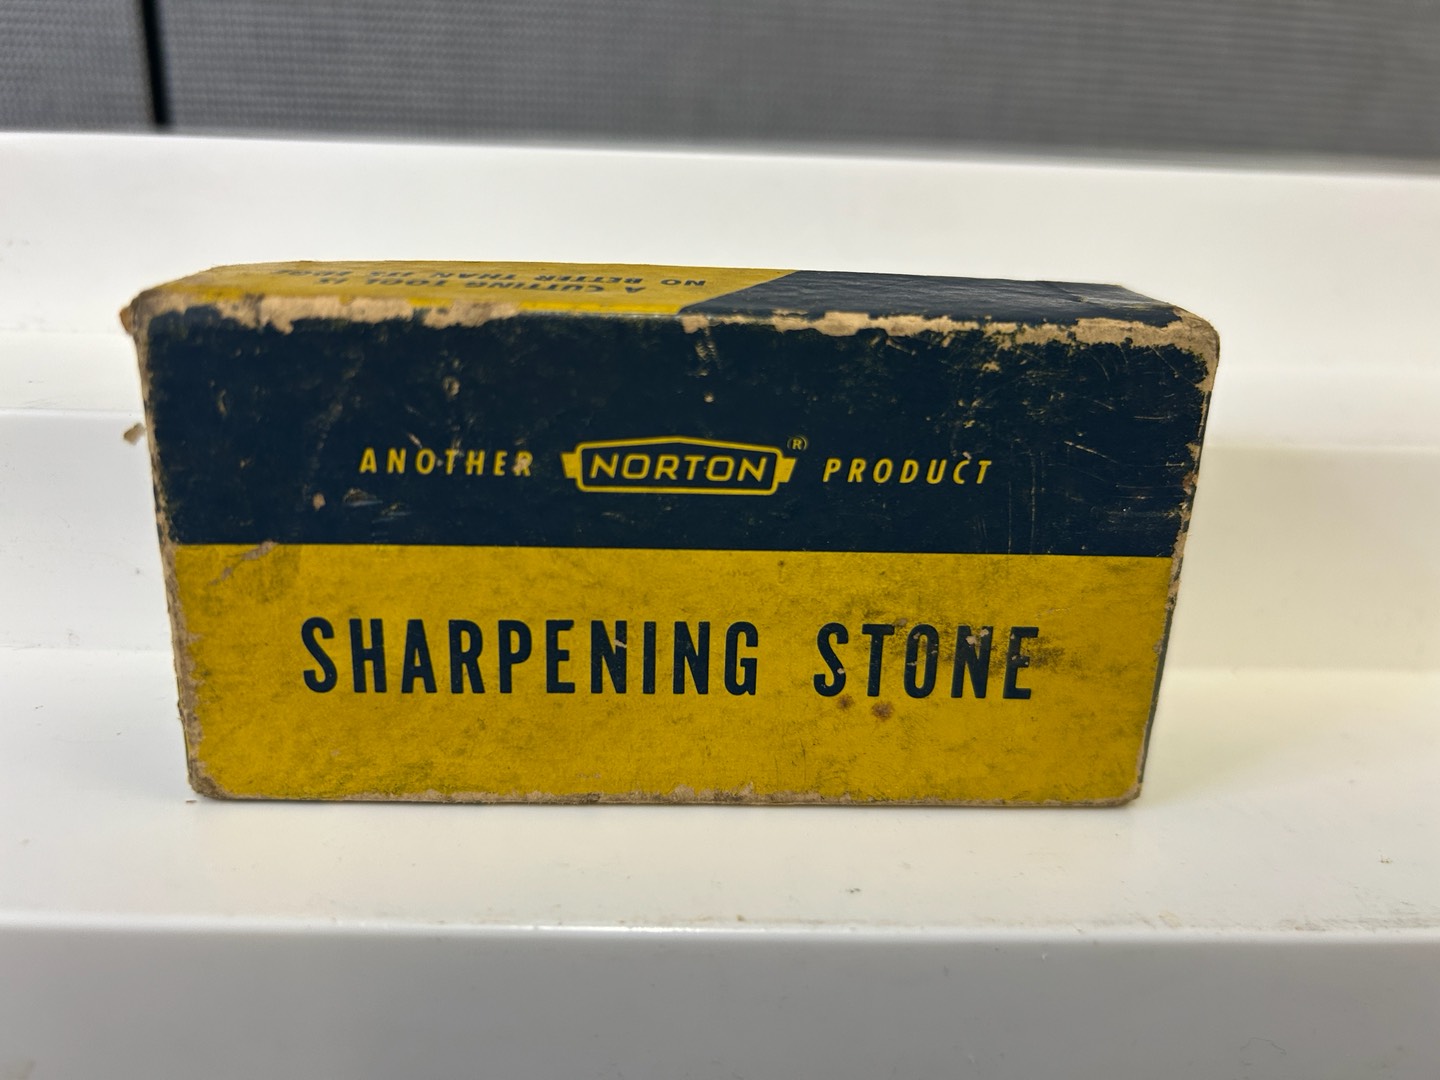 A CUTTING TOOL IS
NO BETTER THAN ITS EDGE
ANOTHER NORTON ® PRODUCT
SHARPENING STONE